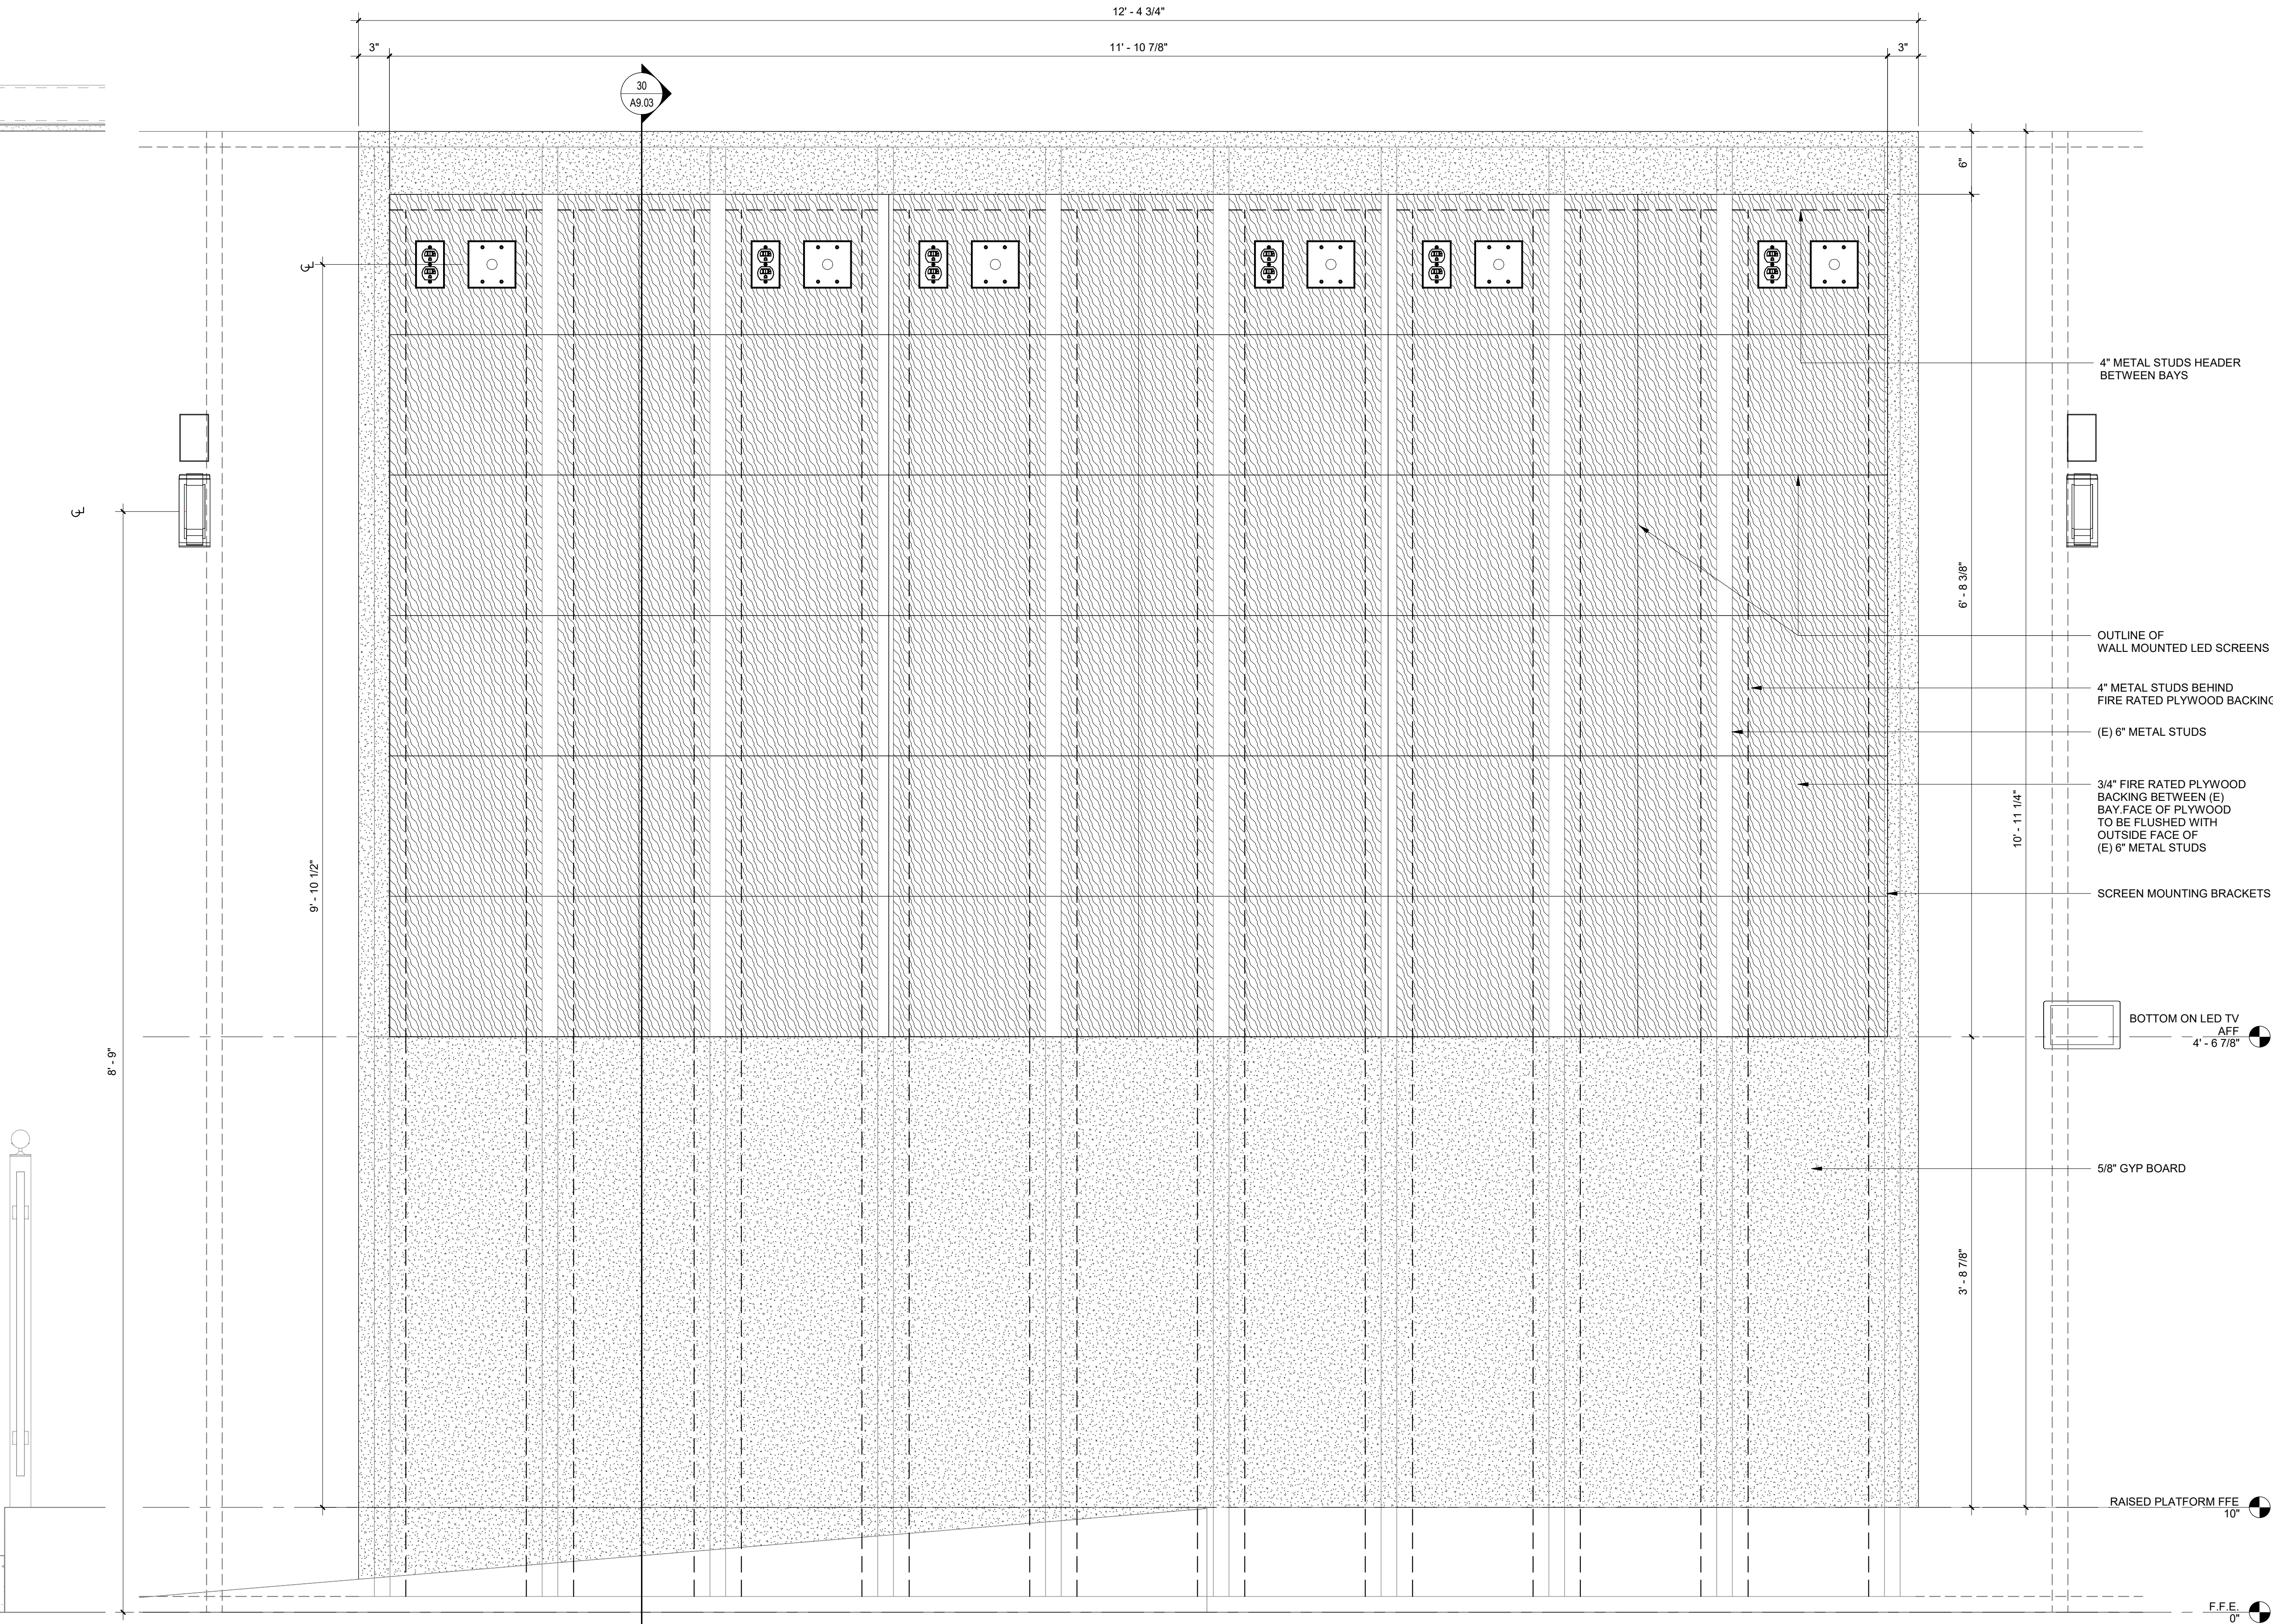 12' - 4 3/4"
3"
11' - 10 7/8"
3"
30
A9.03
6"
4" METAL STUDS HEADER
BETWEEN BAYS
6' - 8 3/8"
OUTLINE OF
WALL MOUNTED LED SCREENS
4" METAL STUDS BEHIND
FIRE RATED PLYWOOD BACKING
(E) 6" METAL STUDS
3/4" FIRE RATED PLYWOOD
BACKING BETWEEN (E)
BAY.FACE OF PLYWOOD
TO BE FLUSHED WITH
OUTSIDE FACE OF
(E) 6" METAL STUDS
10' - 11 1/4"
9' - 10 1/2"
SCREEN MOUNTING BRACKETS
BOTTOM ON LED TV
AFF
4' - 6 7/8"
8' - 9"
5/8" GYP BOARD
3' - 8 7/8"
RAISED PLATFORM FFE
10"
F.F.E.
0"